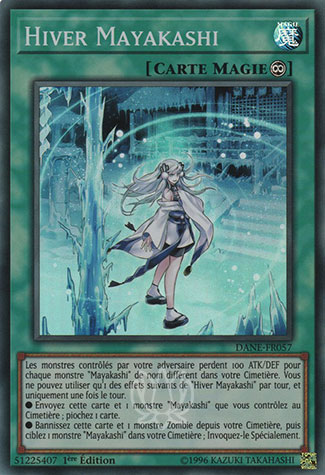 Hiver Mayakashi
[Carte Magie]
DANE-FR057
Les monstres contrôlés par votre adversaire perdent 100 ATK/DEF pour
chaque monstre "Mayakashi" de nom différent dans votre Cimetière. Vous
ne pouvez utiliser qu'1 des effets suivants de "Hiver Mayakashi" par tour, et
uniquement une fois le tour.
● Envoyez cette carte et 1 monstre "Mayakashi" que vous contrôlez au
Cimetière ; piochez 1 carte.
● Bannissez cette carte et 1 monstre Zombie depuis votre Cimetière, puis
ciblez 1 monstre "Mayakashi" dans votre Cimetière ; Invoquez-le Spécialement.
S1225407 1ère Edition ©1996 KAZUKI TAKAHASHI